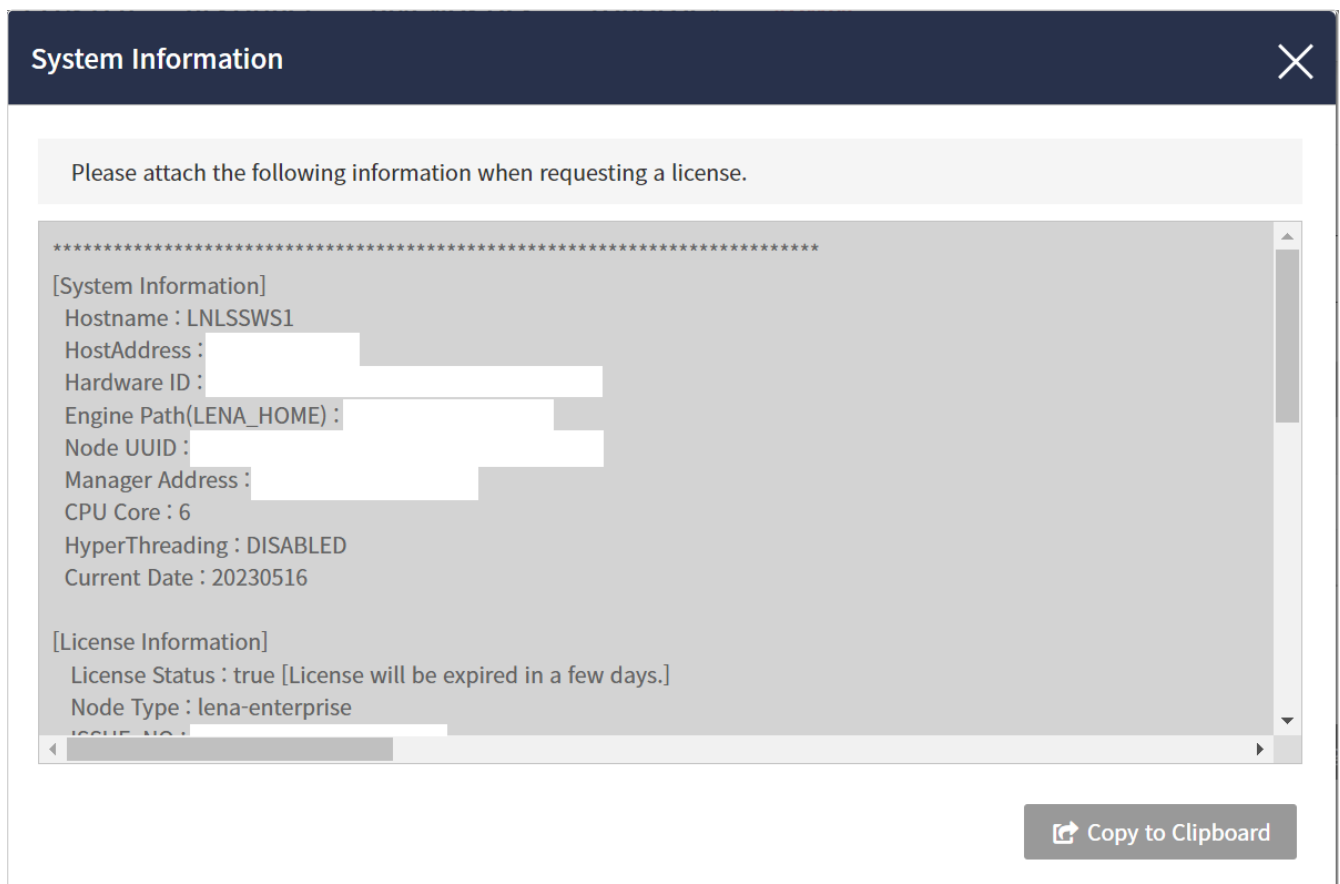 System Information
Please attach the following information when requesting a license.
****************************************************************************
[System Information]
Hostname : LNLSSWS1
HostAddress :
Hardware ID :
Engine Path(LENA_HOME) :
Node UUID :
Manager Address :
CPU Core : 6
HyperThreading : DISABLED
Current Date : 20230516
[License Information]
License Status : true [License will be expired in a few days.]
Node Type : lena-enterprise
ISSUE_NO :
Copy to Clipboard